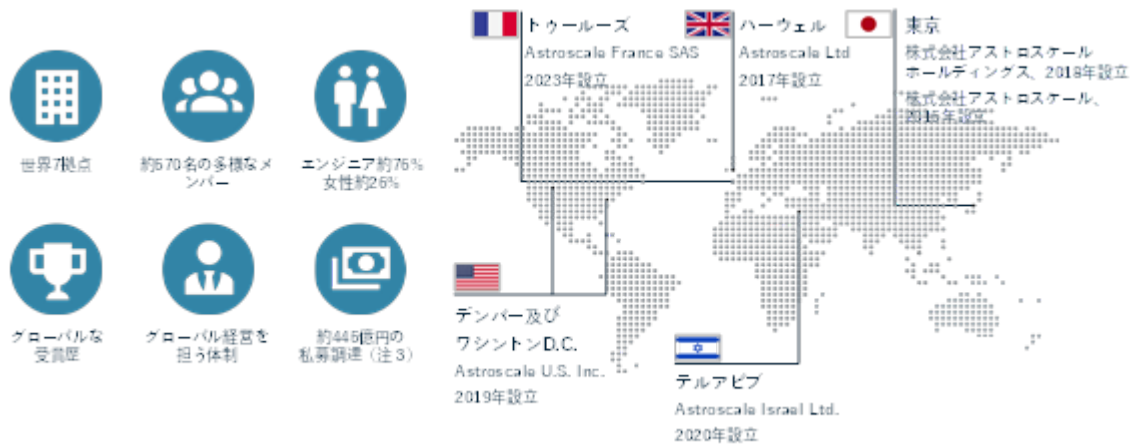 世界7拠点
約570名の多様なメ
ンバー
エンジニア約76%
女性約26%
グローバルな
受賞歴
グローバル経営を
担う体制
約446億円の
私募調達（注３）
トゥールーズ
Astroscale France SAS
2023年設立
ハーウェル
Astroscale Ltd
2017年設立
東京
株式会社アストロスケール
ホールディングス、2018年設立
株式会社アストロスケール、
2015年設立
デンバー及び
ワシントンD.C.
Astroscale U.S. Inc.
2019年設立
テルアビブ
Astroscale Israel Ltd.
2020年設立